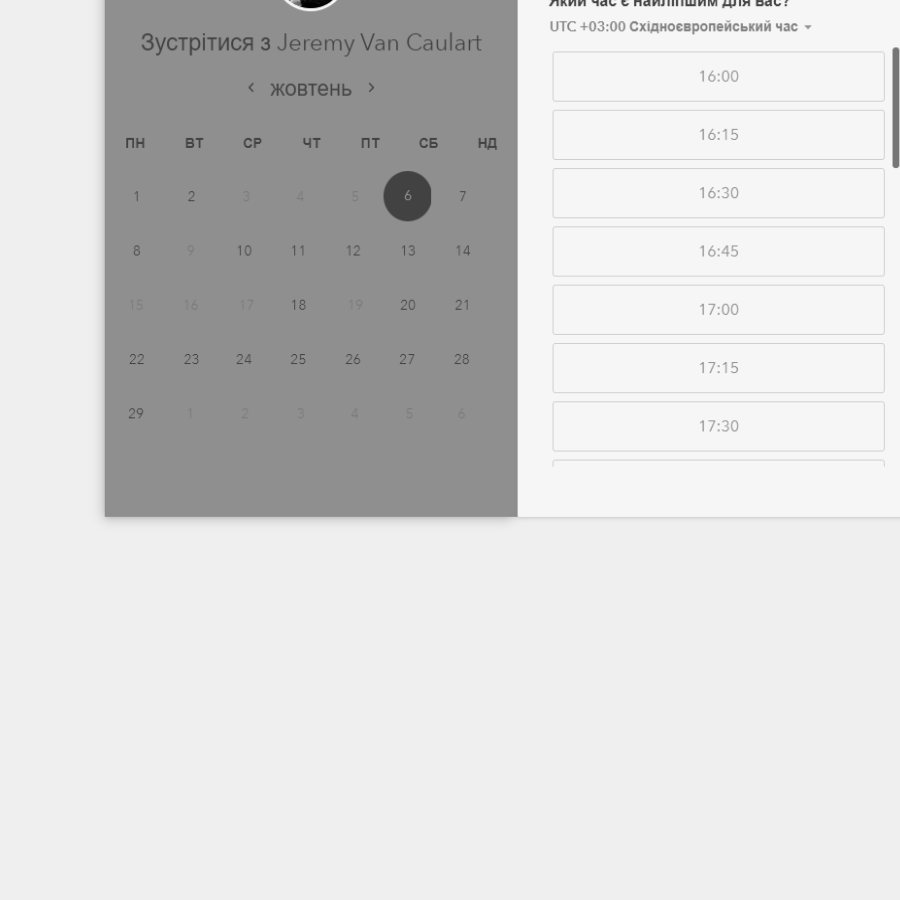 Зустрітися з Jeremy Van Caulart
жовтень
ПН ВТ СР ЧТ ПТ СБ НД
1 2 3 4 5 6 7
8 9 10 11 12 13 14
15 16 17 18 19 20 21
22 23 24 25 26 27 28
29 1 2 3 4 5 6
Який час є найліпшим для вас?
UTC +03:00 Східноєвропейський час
16:00
16:15
16:30
16:45
17:00
17:15
17:30